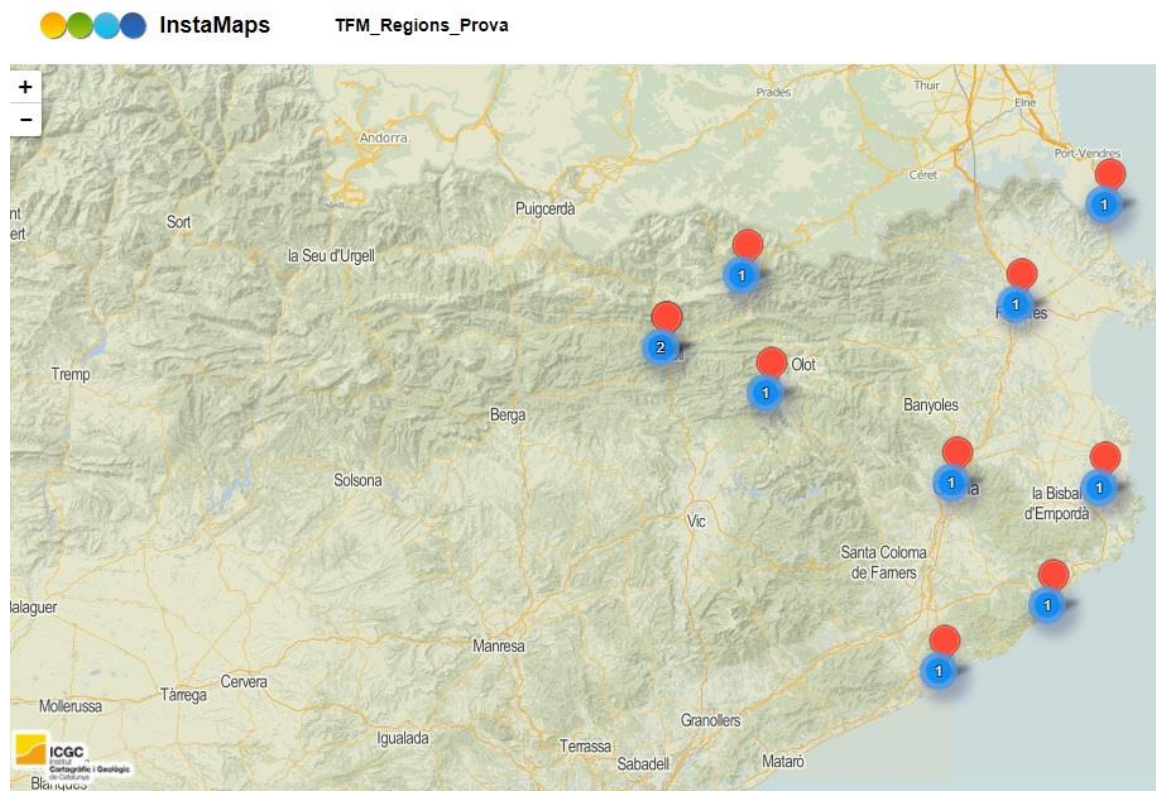 InstaMaps
TFM_Regions_Prova
+
−
Prades
Thuir
Elne
Andorra
Port-Vendres
Céret
Puigcerdà
Sort
la Seu d'Urgell
1
1
1
2
Tremp
Olot
1
Berga
Banyoles
Solsona
1
1
la Bisbal
d'Empordà
Vic
Santa Coloma
de Farners
1
Balaguer
Manresa
1
Cervera
Tàrrega
Mollerussa
Granollers
Igualada
Terrassa
Mataró
Sabadell
ICGC
Institut
Cartogràfic i Geològic
de Catalunya